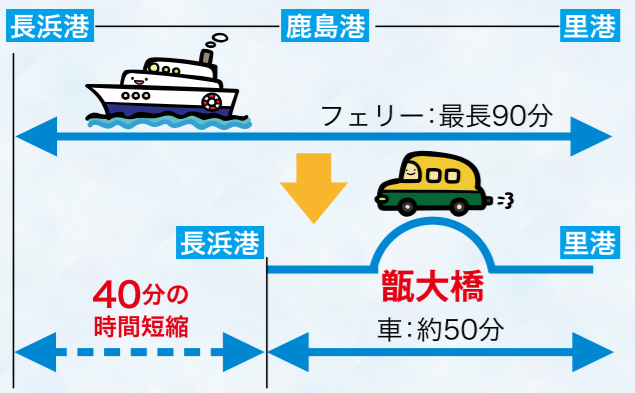 長浜港
鹿島港
里港
フェリー:最長90分
長浜港
里港
甑大橋
40分の
時間短縮
車:約50分